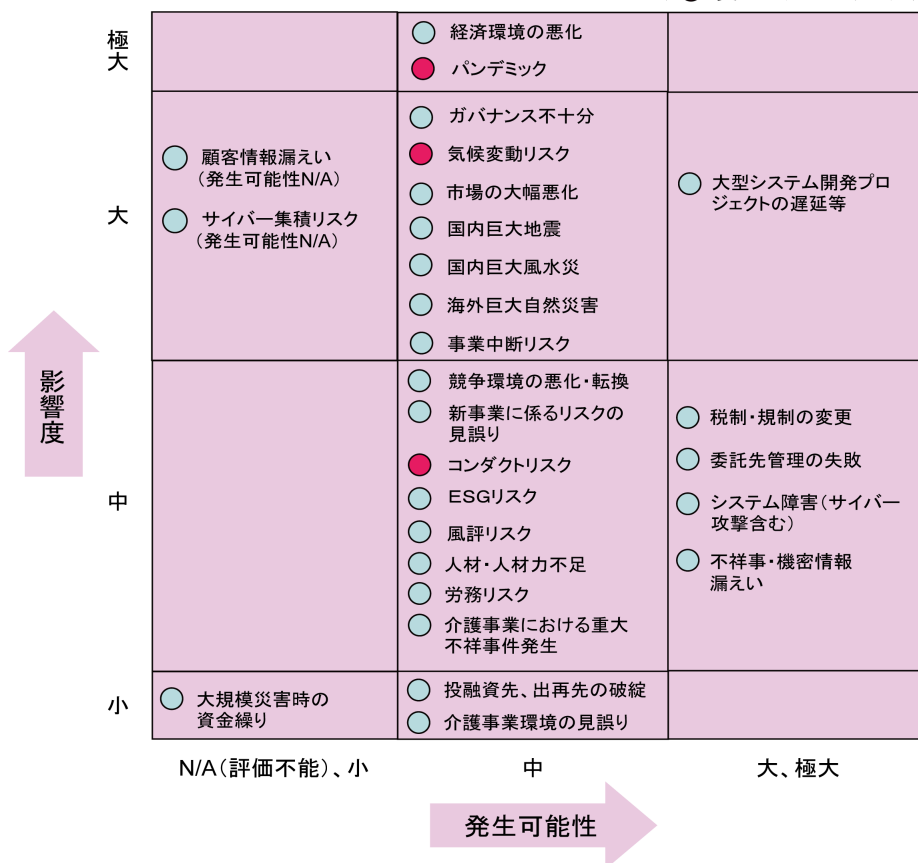 極大
経済環境の悪化
パンデミック
大
顧客情報漏えい
(発生可能性N/A)
サイバー集積リスク
(発生可能性N/A)
ガバナンス不十分
気候変動リスク
市場の大幅悪化
国内巨大地震
国内巨大風水災
海外巨大自然災害
事業中断リスク
大型システム開発プロ
ジェクトの遅延等
影響度
中
競争環境の悪化・転換
新事業に係るリスクの
見誤り
コンダクトリスク
ESGリスク
風評リスク
人材・人材力不足
労務リスク
介護事業における重大
不祥事件発生
税制・規制の変更
委託先管理の失敗
システム障害(サイバー
攻撃含む)
不祥事・機密情報
漏えい
小
大規模災害時の
資金繰り
投融資先、出再先の破綻
介護事業環境の見誤り
N/A(評価不能)、小
中
大、極大
発生可能性